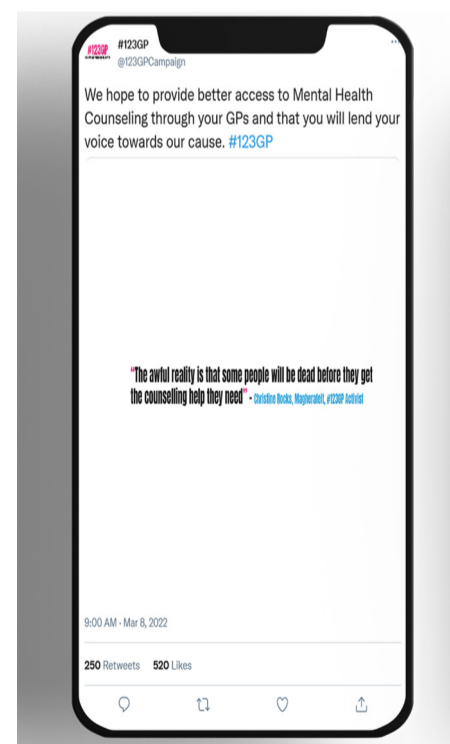 #123GP
#123GP
@123GPCampaign
We hope to provide better access to Mental Health
Counseling through your GPs and that you will lend your
voice towards our cause. #123GP
"The awful reality is that some people will be dead before they get
the counselling help they need" - Christine Rocks, Magherafelt, #123GP Activist
9:00 AM · Mar 8, 2022
250 Retweets 520 Likes